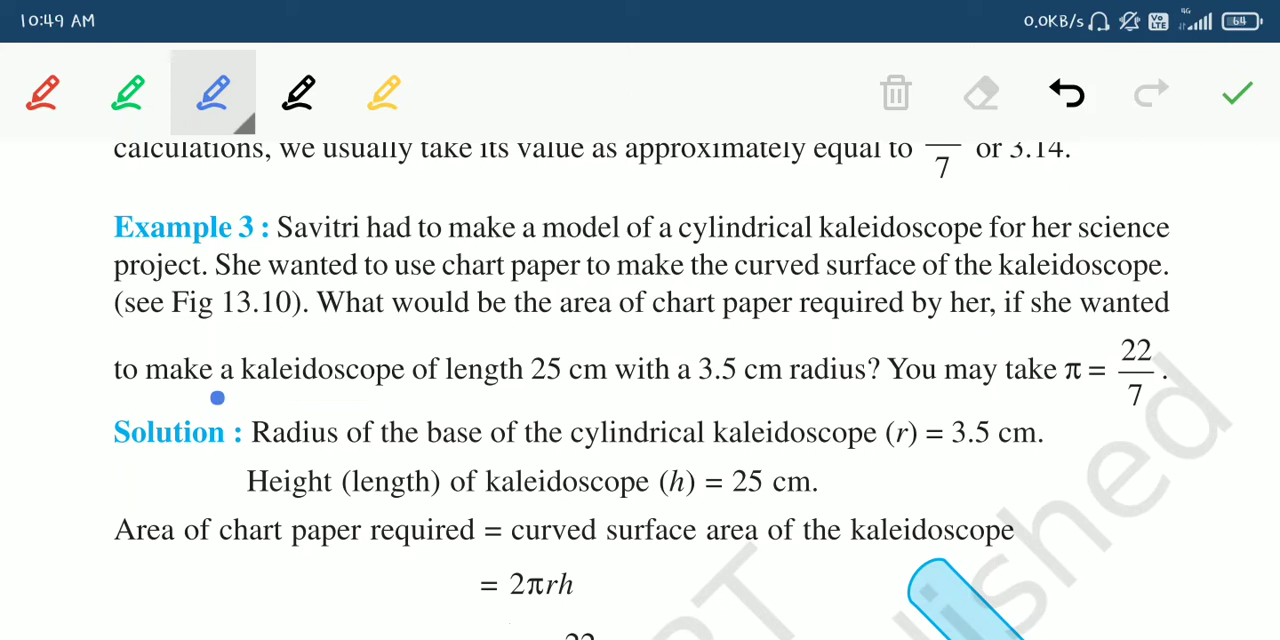 10:49 AM
0.0KB/s
4G
Vo
LTE
64
calculations, we usually take its value as approximately equal to  /7 or 3.14.
Example 3 : Savitri had to make a model of a cylindrical kaleidoscope for her science
project. She wanted to use chart paper to make the curved surface of the kaleidoscope.
(see Fig 13.10). What would be the area of chart paper required by her, if she wanted
to make a kaleidoscope of length 25 cm with a 3.5 cm radius? You may take π = 22/7.
Solution : Radius of the base of the cylindrical kaleidoscope (r) = 3.5 cm.
Height (length) of kaleidoscope (h) = 25 cm.
Area of chart paper required = curved surface area of the kaleidoscope
= 2πrh
22